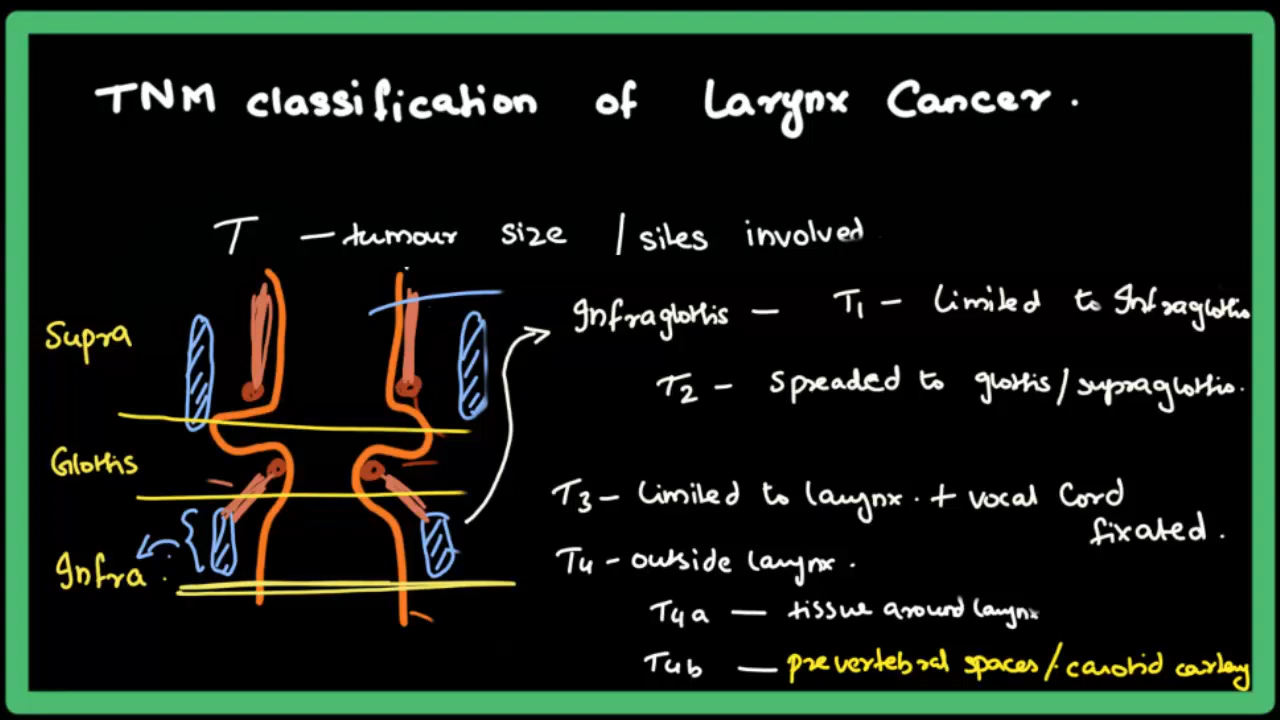 TNM classification of Larynx Cancer.
T – tumour size / sites involved
Supra
Glottis
Infra
Infraglottis – T1 – Limited to Infraglottis
T2 – Spreaded to glottis/supraglottis.
T3 – Limited to larynx. + vocal Cord
fixated.
T4 – outside larynx.
T4a – tissue around larynx
T4b – prevertebral spaces/carotid